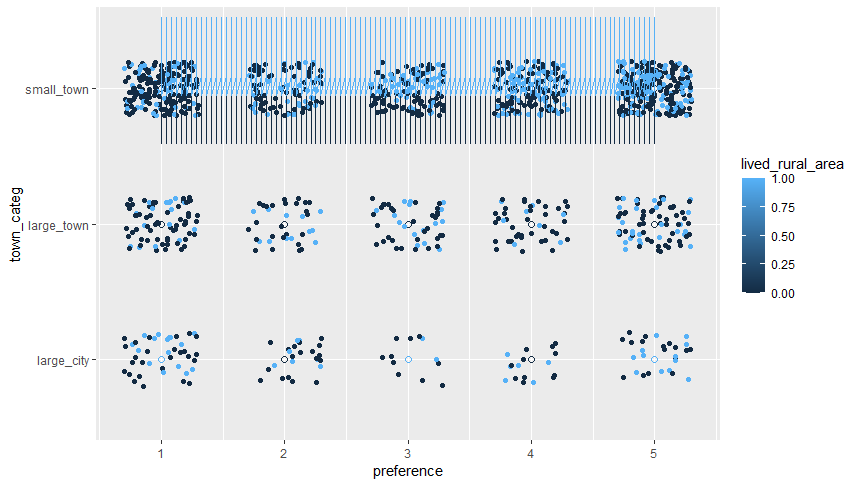 small_town
large_town
large_city
town_categ
1 2 3 4 5
preference
lived_rural_area
1.00
0.75
0.50
0.25
0.00